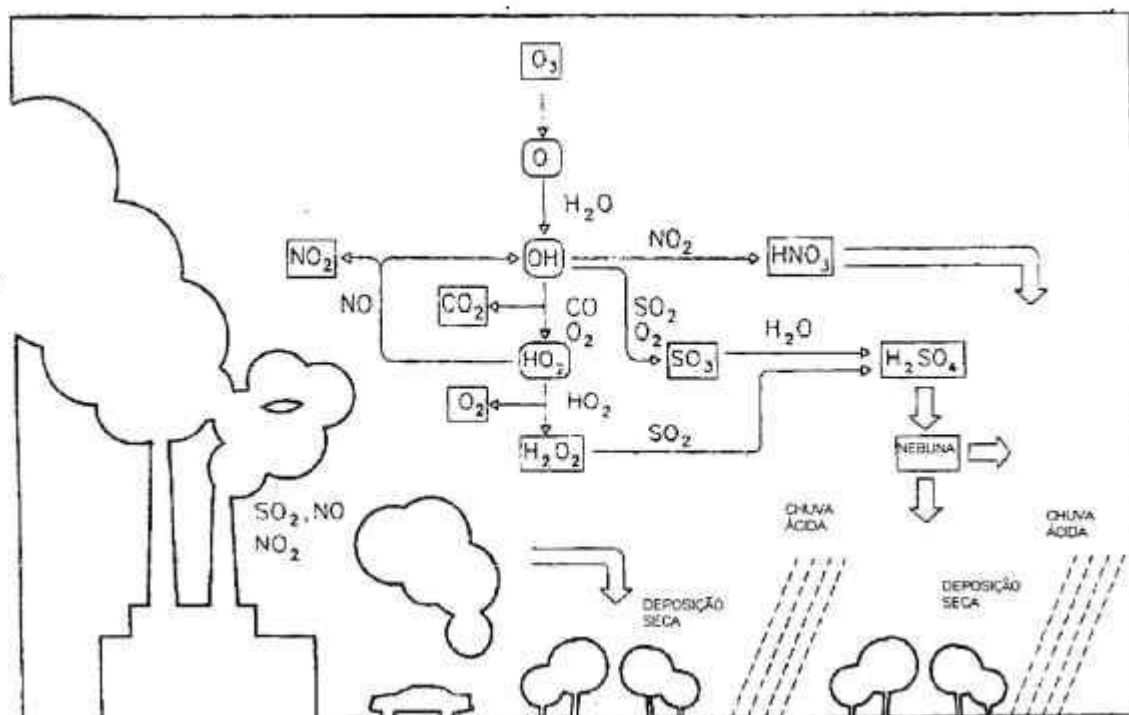 O₃
O
H₂O
NO₂
OH
NO₂
HNO₃
NO
CO₂
CO
O₂
SO₂
O₂
H₂O
HO₂
SO₃
H₂SO₄
O₂
HO₂
H₂O₂
SO₂
NEBLINA
SO₂, NO
NO₂
CHUVA
ÁCIDA
CHUVA
ÁCIDA
DEPOSIÇÃO
SECA
DEPOSIÇÃO
SECA